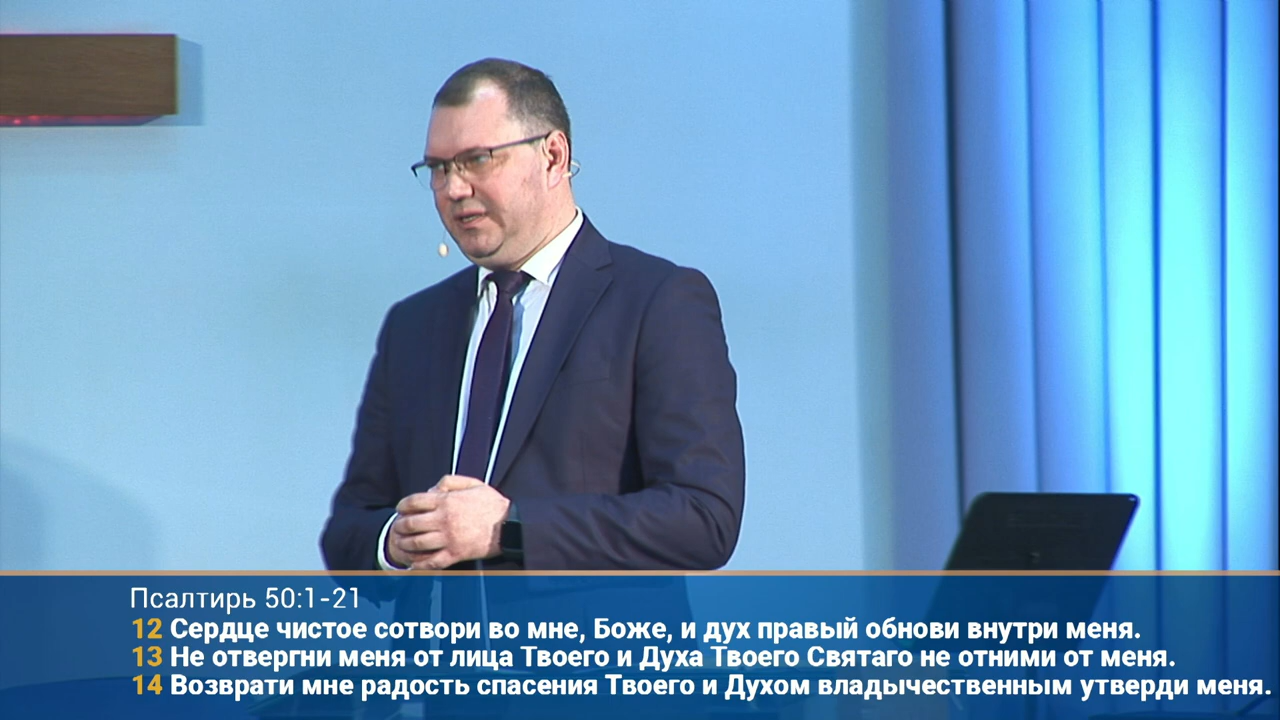 Псалтирь 50:1-21
12 Сердце чистое сотвори во мне, Боже, и дух правый обнови внутри меня.
13 Не отвергни меня от лица Твоего и Духа Твоего Святаго не отними от меня.
14 Возврати мне радость спасения Твоего и Духом владычественным утверди меня.